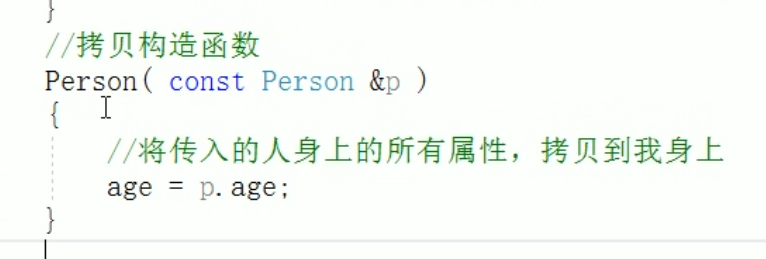 }
//拷贝构造函数
Person( const Person &p )
{
//将传入的人身上的所有属性，拷贝到我身上
age = p.age;
}